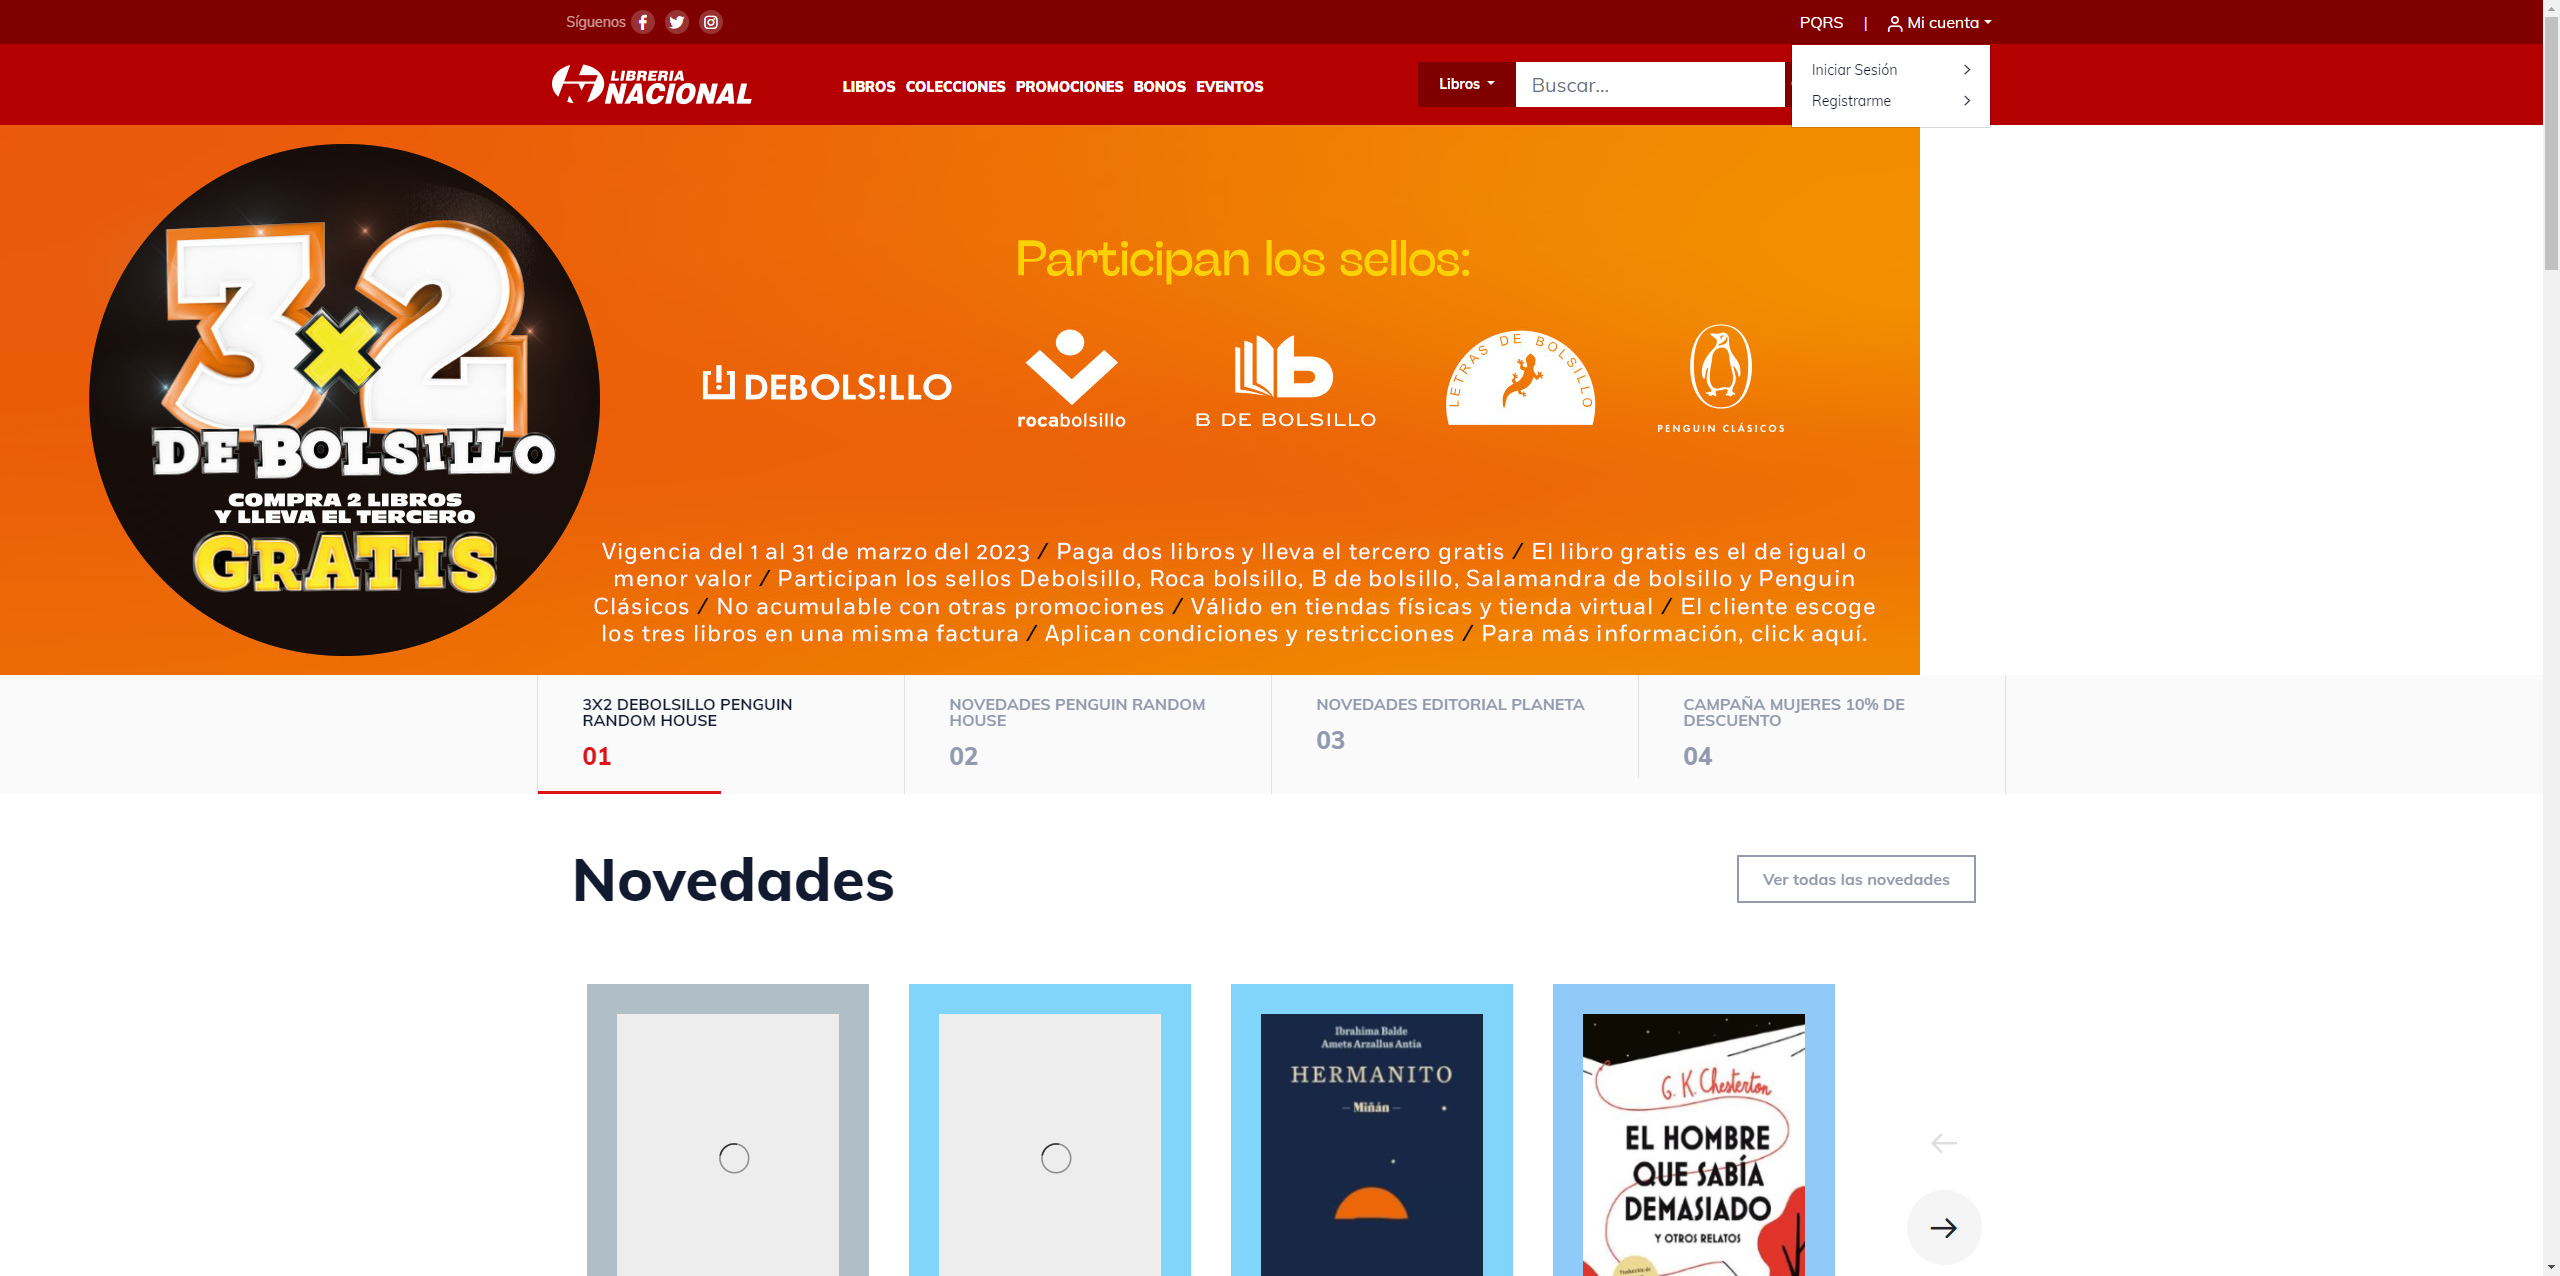 Síguenos
PQRS | Mi cuenta
LIBRERIA
NACIONAL
LIBROS COLECCIONES PROMOCIONES BONOS EVENTOS
Libros
Buscar...
Iniciar Sesión
Registrarme
3x2
DE BOLSILLO
COMPRA 2 LIBROS
Y LLEVA EL TERCERO
GRATIS
Participan los sellos:
DEBOLS!LLO
rocabolsillo
B DE BOLSILLO
LETRAS DE BOLSILLO
PENGUIN CLÁSICOS
Vigencia del 1 al 31 de marzo del 2023 / Paga dos libros y lleva el tercero gratis / El libro gratis es el de igual o
menor valor / Participan los sellos Debolsillo, Roca bolsillo, B de bolsillo, Salamandra de bolsillo y Penguin
Clásicos / No acumulable con otras promociones / Válido en tiendas físicas y tienda virtual / El cliente escoge
los tres libros en una misma factura / Aplican condiciones y restricciones / Para más información, click aquí.
3X2 DEBOLSILLO PENGUIN
RANDOM HOUSE
01
NOVEDADES PENGUIN RANDOM
HOUSE
02
NOVEDADES EDITORIAL PLANETA
03
CAMPAÑA MUJERES 10% DE
DESCUENTO
04
Novedades
Ver todas las novedades
Ibrahima Balde
Amets Arzallus Antia
HERMANITO
– Miñán –
G. K. Chesterton
EL HOMBRE
QUE SABÍA
DEMASIADO
Y OTROS RELATOS